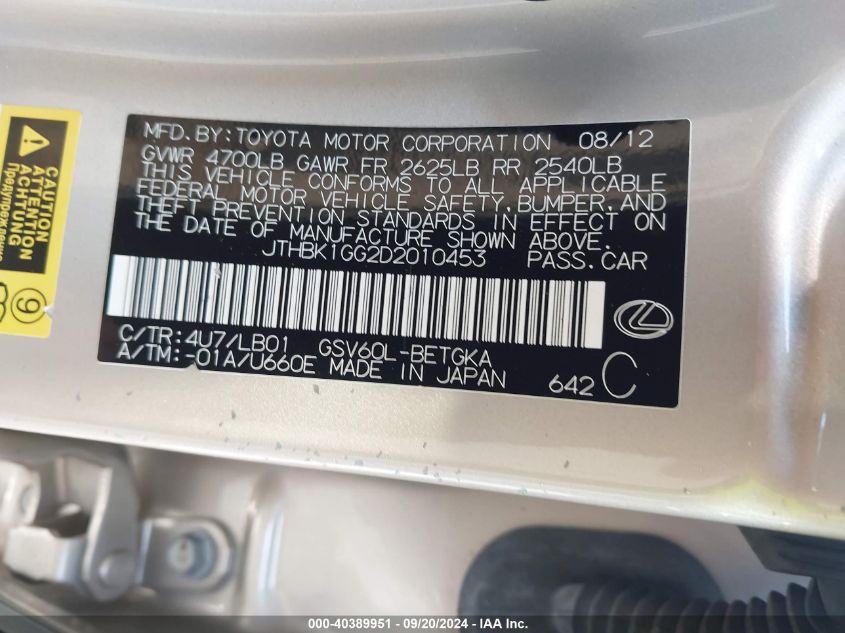 MFD. BY: TOYOTA MOTOR CORPORATION 08/12
GVWR 4700LB GAWR FR 2625LB RR 2540LB
THIS VEHICLE CONFORMS TO ALL APPLICABLE
FEDERAL MOTOR VEHICLE SAFETY, BUMPER, AND
THEFT PREVENTION STANDARDS IN EFFECT ON
THE DATE OF MANUFACTURE SHOWN ABOVE.
JTHBK1GG2D2010453 PASS. CAR
C/TR: 4U7/LB01 GSV60L-BETGKA
A/TM: -01A/U660E MADE IN JAPAN 642 C
CAUTION
ATTENTION
ACHTUNG
9
000-40389951 / 09/20/2024 - IAA Inc.